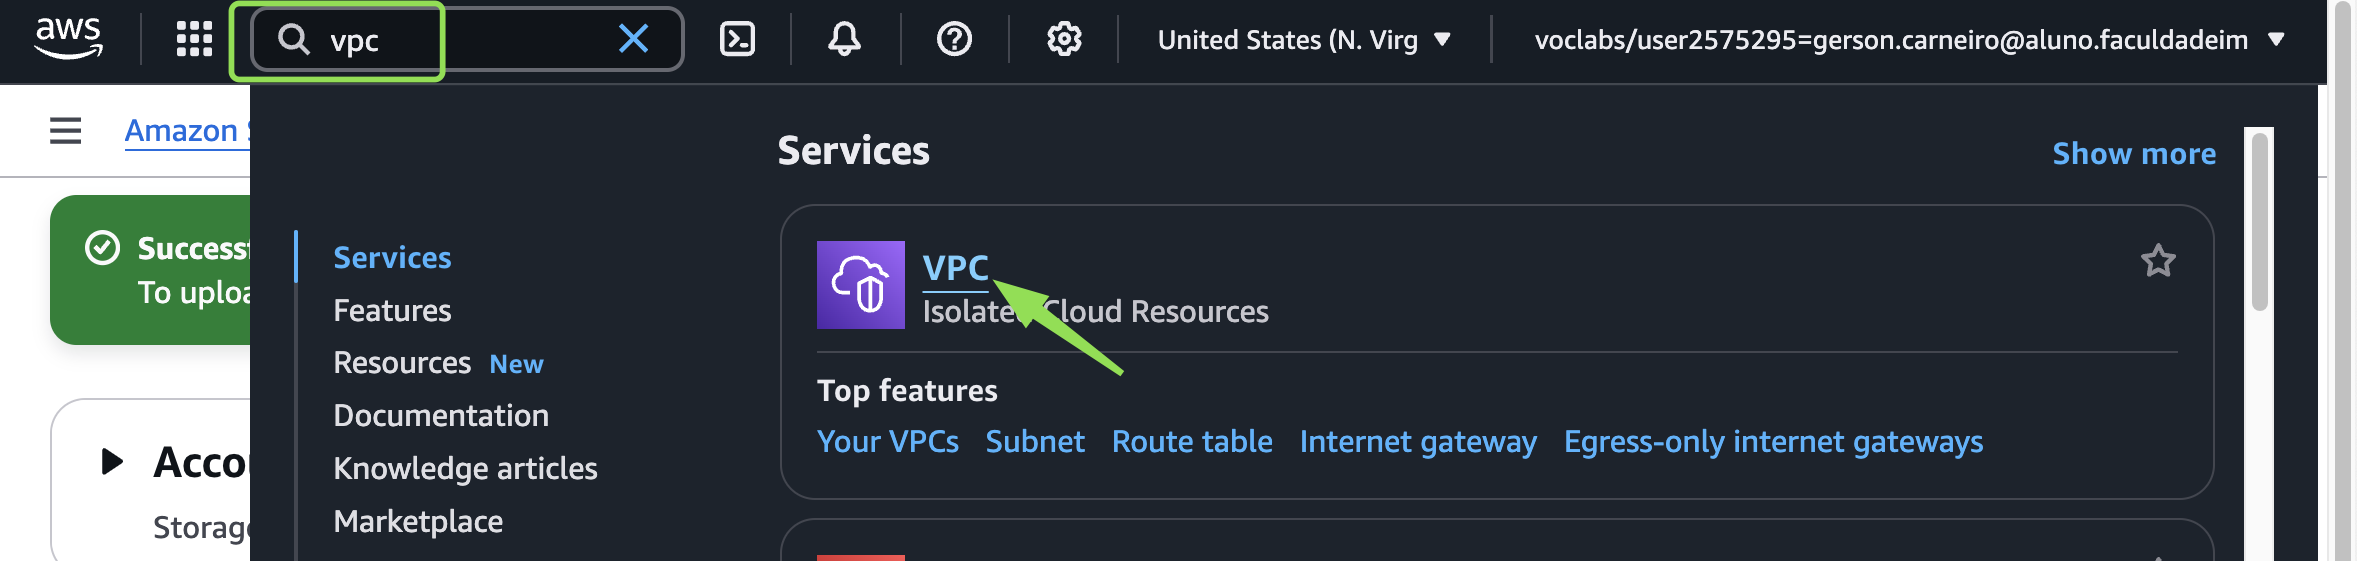 aws
vpc
United States (N. Virg
voclabs/user2575295=gerson.carneiro@aluno.faculdadeim
Amazon
Services
Show more
Success
To uploa
Services
Features
Resources New
Documentation
Knowledge articles
Marketplace
VPC
Isolated Cloud Resources
Top features
Your VPCs Subnet Route table Internet gateway Egress-only internet gateways
Acco
Storage